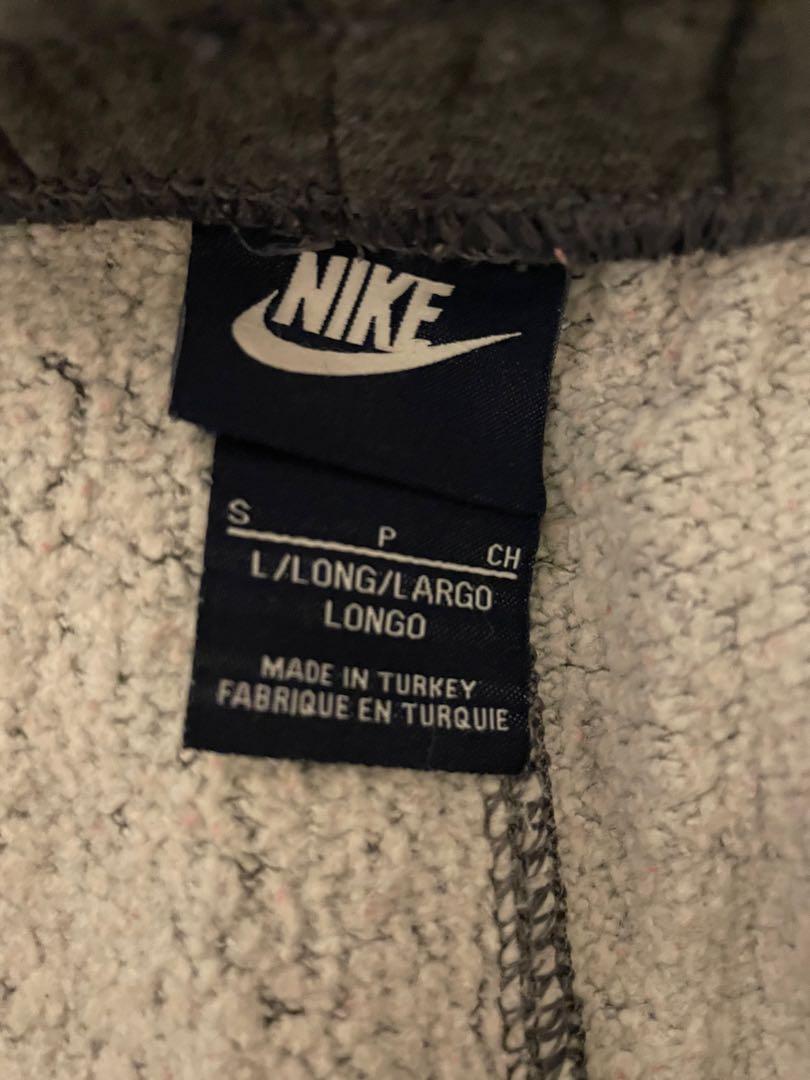 NIKE
S P CH
L/LONG/LARGO
LONGO
MADE IN TURKEY
FABRIQUE EN TURQUIE